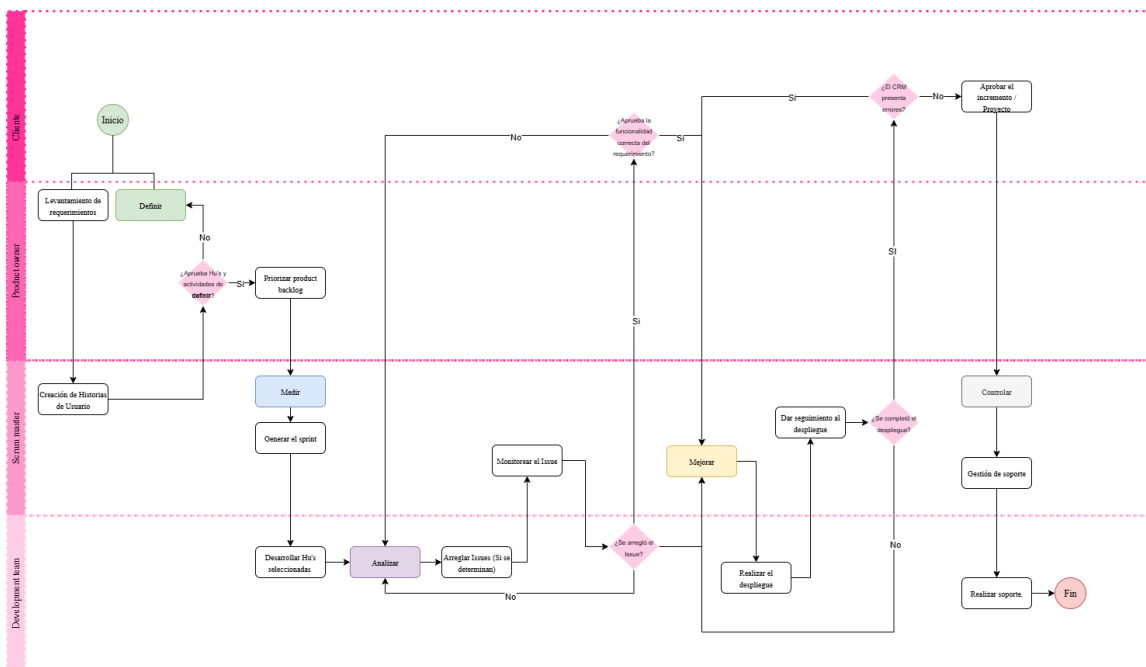 Cliente
Inicio
¿El CRM
presenta
errores?
Si
No
Aprobar el
incremento /
Proyecto
¿Aprueba la
funcionalidad
correcta del
requerimiento?
No
Si
Product owner
Levantamiento de
requerimientos
Definir
No
¿Aprueba Hu's y
actividades de
definir?
Si
Priorizar product
backlog
Si
SI
Scrum master
Creación de Historias
de Usuario
Medir
Generar el sprint
Monitorear el Issue
Mejorar
Dar seguimiento al
despliegue
¿Se completó el
despliegue?
Controlar
Gestión de soporte
Development team
Desarrollar Hu's
seleccionadas
Analizar
Arreglar Issues (Si se
determinan)
¿Se arregló el
Issue?
No
Realizar el
despliegue
No
Realizar soporte.
Fin